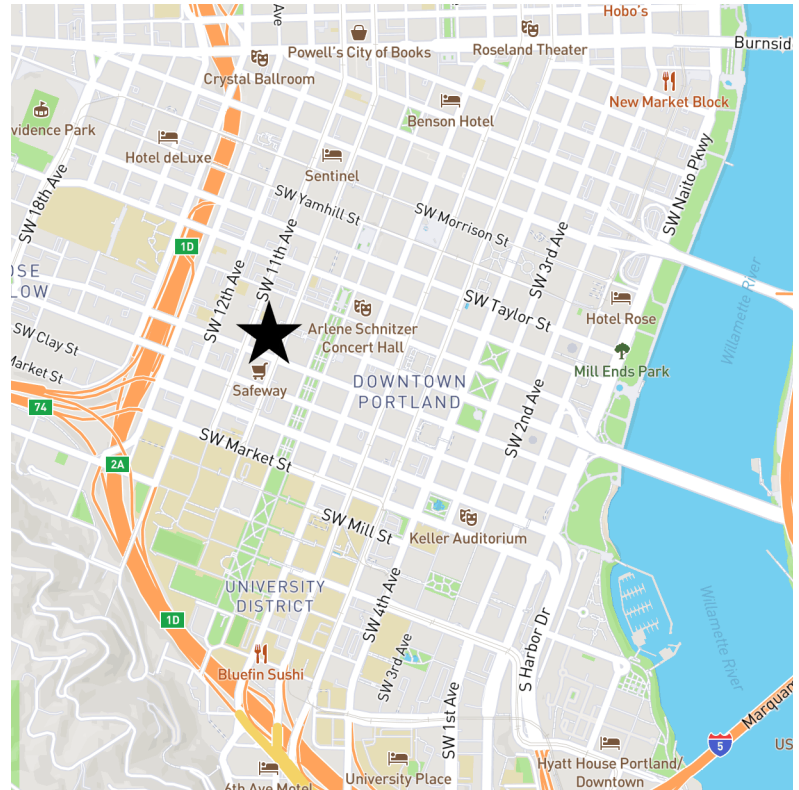 Hobo's
Ave
Powell's City of Books
Roseland Theater
Burnsid
Crystal Ballroom
New Market Block
Benson Hotel
vidence Park
Hotel deLuxe
Sentinel
SW 18th Ave
SW Yamhill St
SW Morrison St
SW Naito Pkwy
1D
SW 11th Ave
SW 12th Ave
SW 3rd Ave
OSE
LOW
SW Taylor St
Willamette River
Hotel Rose
Arlene Schnitzer
Concert Hall
SW Clay St
Market St
Safeway
Mill Ends Park
DOWNTOWN
PORTLAND
74
SW 2nd Ave
SW Market St
2A
SW Mill St
Keller Auditorium
UNIVERSITY
DISTRICT
SW 4th Ave
1D
S Harbor Dr
Willamette River
SW 3rd Ave
Bluefin Sushi
SW 1st Ave
Marquam
5
US
Hyatt House Portland/
Downtown
University Place
6th Ave Motel